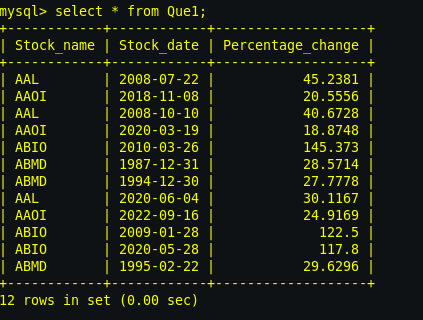 mysql> select * from Que1;
+------------+------------+-------------------+
| Stock_name | Stock_date | Percentage_change |
+------------+------------+-------------------+
| AAL        | 2008-07-22 |           45.2381 |
| AAOI       | 2018-11-08 |           20.5556 |
| AAL        | 2008-10-10 |           40.6728 |
| AAOI       | 2020-03-19 |           18.8748 |
| ABIO       | 2010-03-26 |           145.373 |
| ABMD       | 1987-12-31 |           28.5714 |
| ABMD       | 1994-12-30 |           27.7778 |
| AAL        | 2020-06-04 |           30.1167 |
| AAOI       | 2022-09-16 |           24.9169 |
| ABIO       | 2009-01-28 |             122.5 |
| ABIO       | 2020-05-28 |             117.8 |
| ABMD       | 1995-02-22 |           29.6296 |
+------------+------------+-------------------+
12 rows in set (0.00 sec)